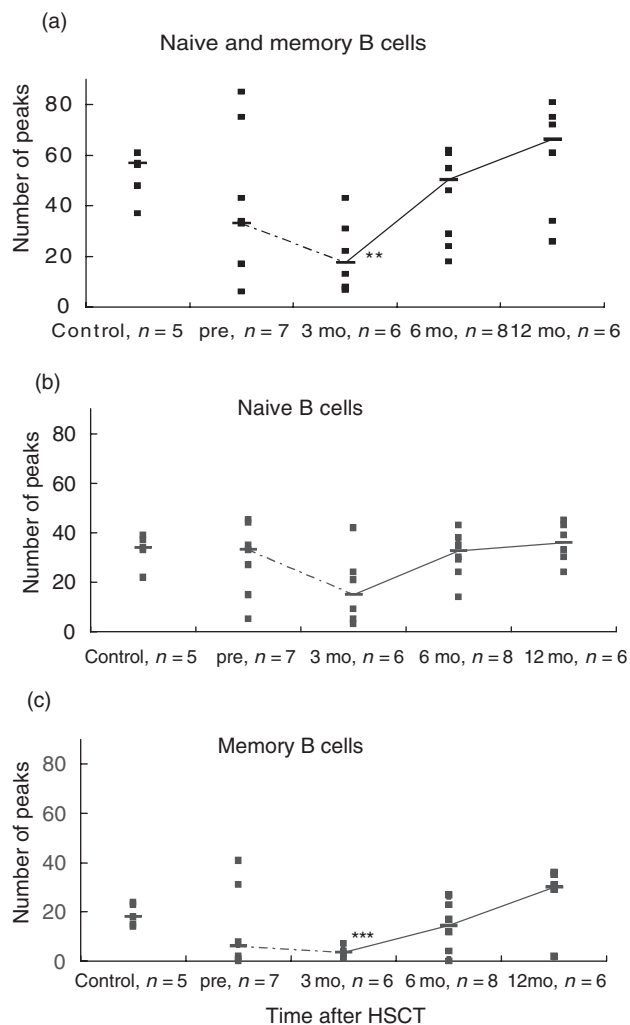 (a)
Naive and memory B cells
Number of peaks
80
60
40
20
0
**
Control, n = 5 pre, n = 7 3 mo, n = 6 6 mo, n = 8 12 mo, n = 6
(b)
Naive B cells
Number of peaks
80
60
40
20
0
Control, n = 5 pre, n = 7 3 mo, n = 6 6 mo, n = 8 12 mo, n = 6
(c)
Memory B cells
Number of peaks
80
60
40
20
0
***
Control, n = 5 pre, n = 7 3 mo, n = 6 6 mo, n = 8 12mo, n = 6
Time after HSCT